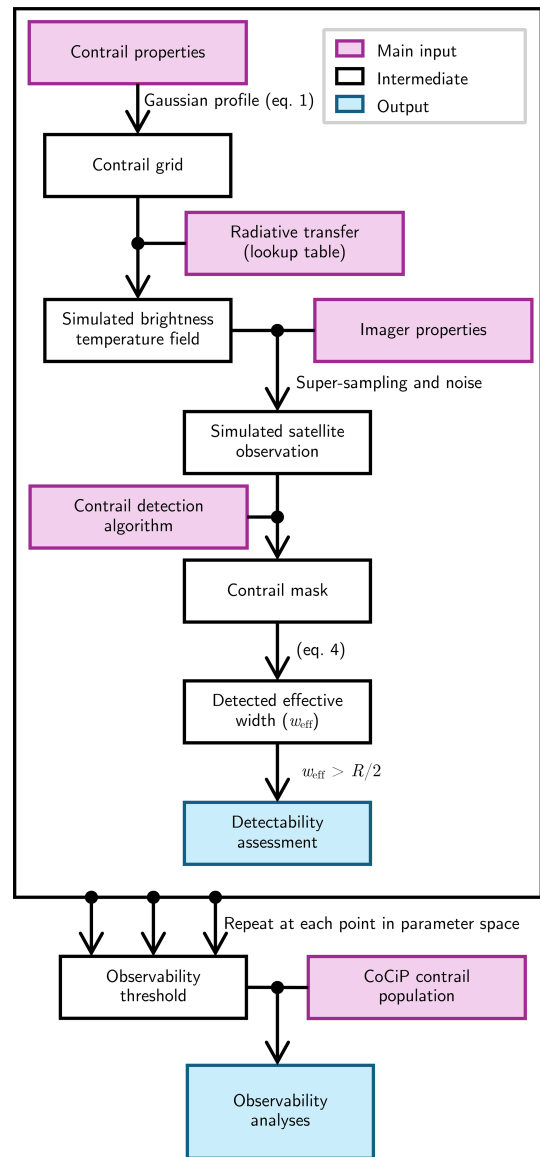 Contrail properties
Main input
Intermediate
Output
Gaussian profile (eq. 1)
Contrail grid
Radiative transfer
(lookup table)
Simulated brightness
temperature field
Imager properties
Super-sampling and noise
Simulated satellite
observation
Contrail detection
algorithm
Contrail mask
(eq. 4)
Detected effective
width (w_eff)
w_eff > R/2
Detectability
assessment
Repeat at each point in parameter space
Observability
threshold
CoCiP contrail
population
Observability
analyses